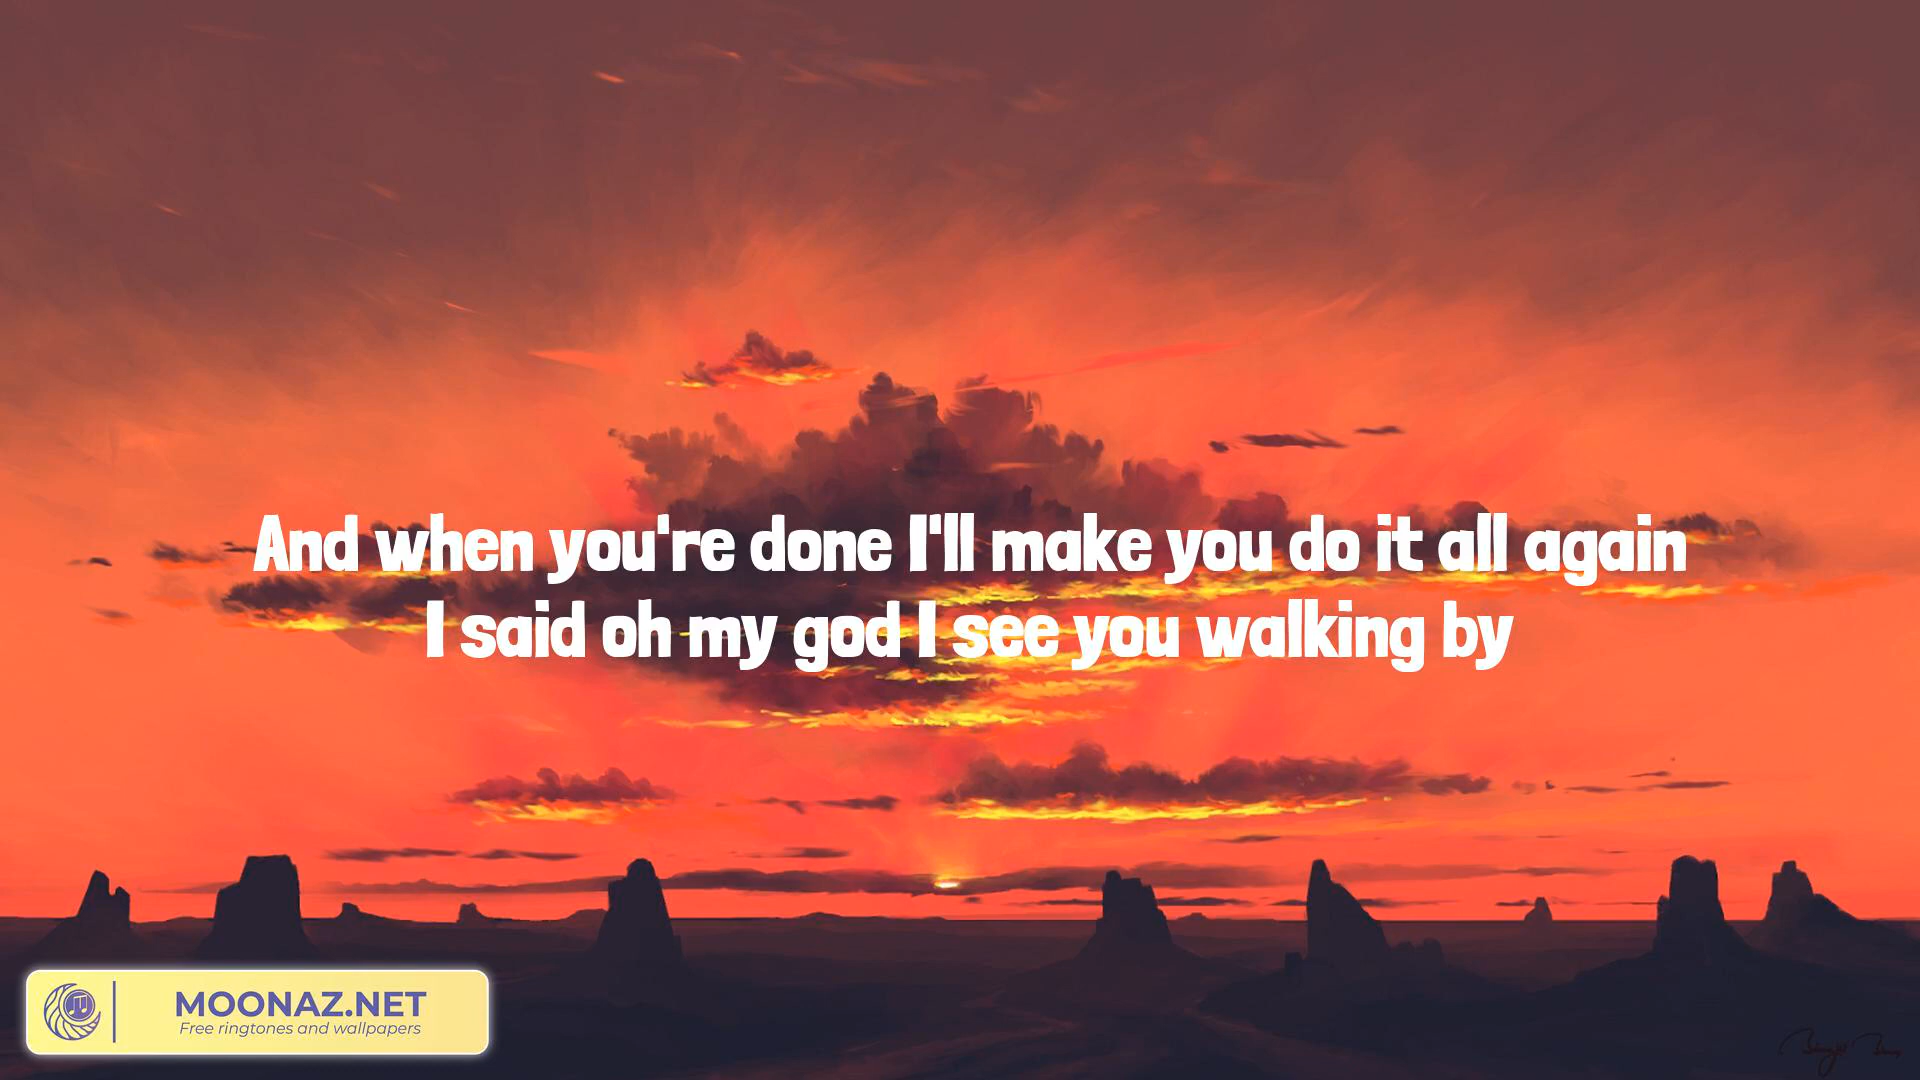 And when you're done I'll make you do it all again
I said oh my god I see you walking by
MOONAZ.NET
Free ringtones and wallpapers